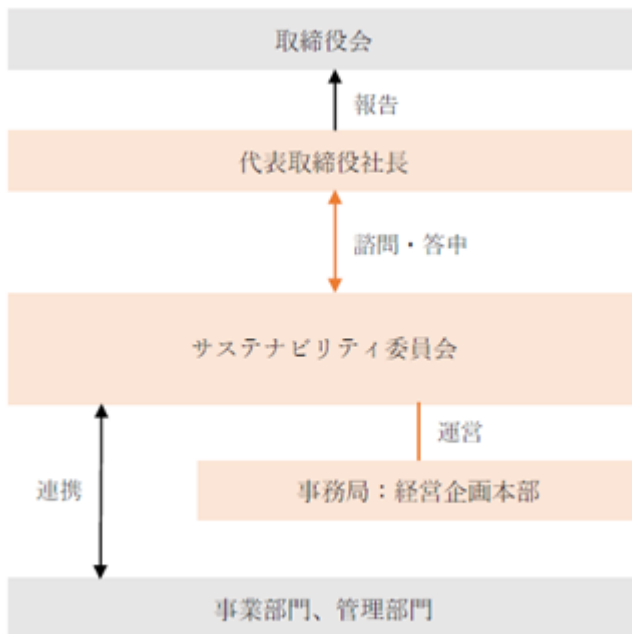 取締役会
報告
代表取締役社長
諮問・答申
サステナビリティ委員会
運営
連携
事務局：経営企画本部
事業部門、管理部門